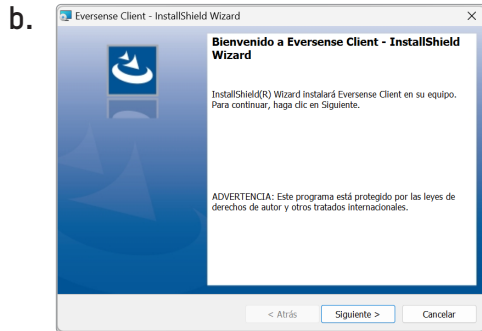 b.
Eversense Client - InstallShield Wizard
Bienvenido a Eversense Client - InstallShield
Wizard
InstallShield(R) Wizard instalará Eversense Client en su equipo.
Para continuar, haga clic en Siguiente.
ADVERTENCIA: Este programa está protegido por las leyes de
derechos de autor y otros tratados internacionales.
< Atrás Siguiente > Cancelar